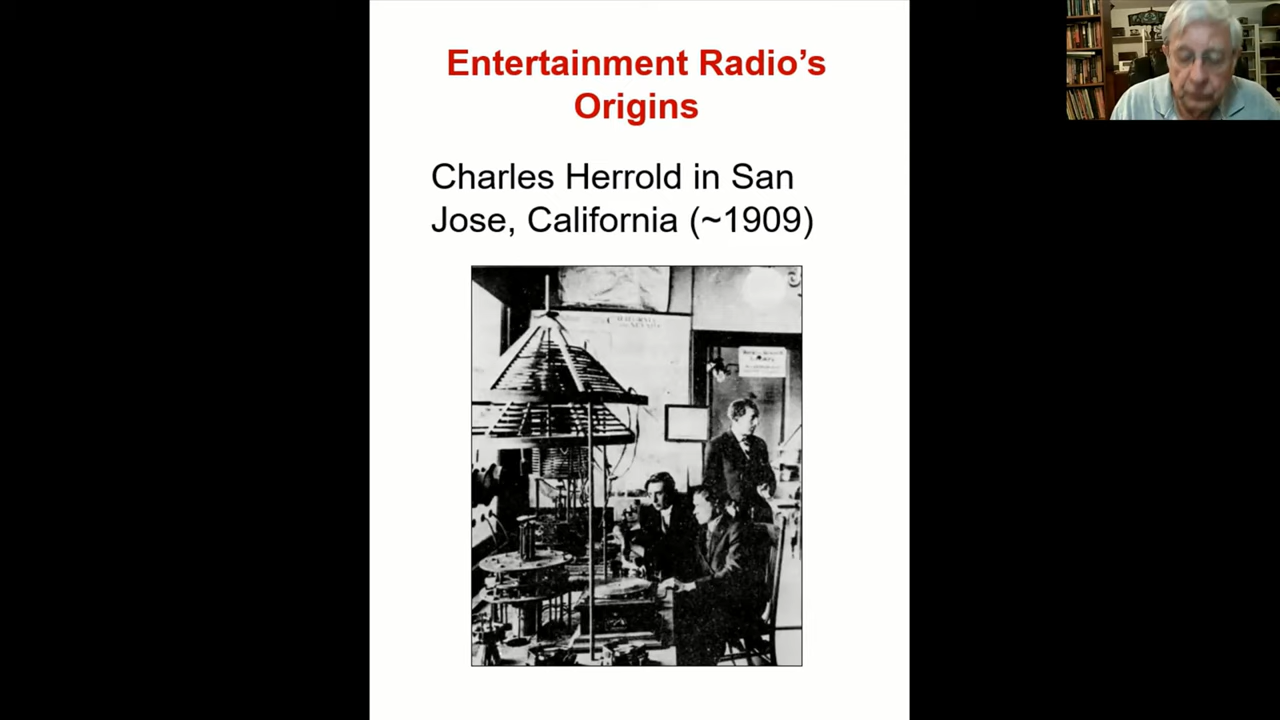 Entertainment Radio’s
Origins
Charles Herrold in San
Jose, California (~1909)